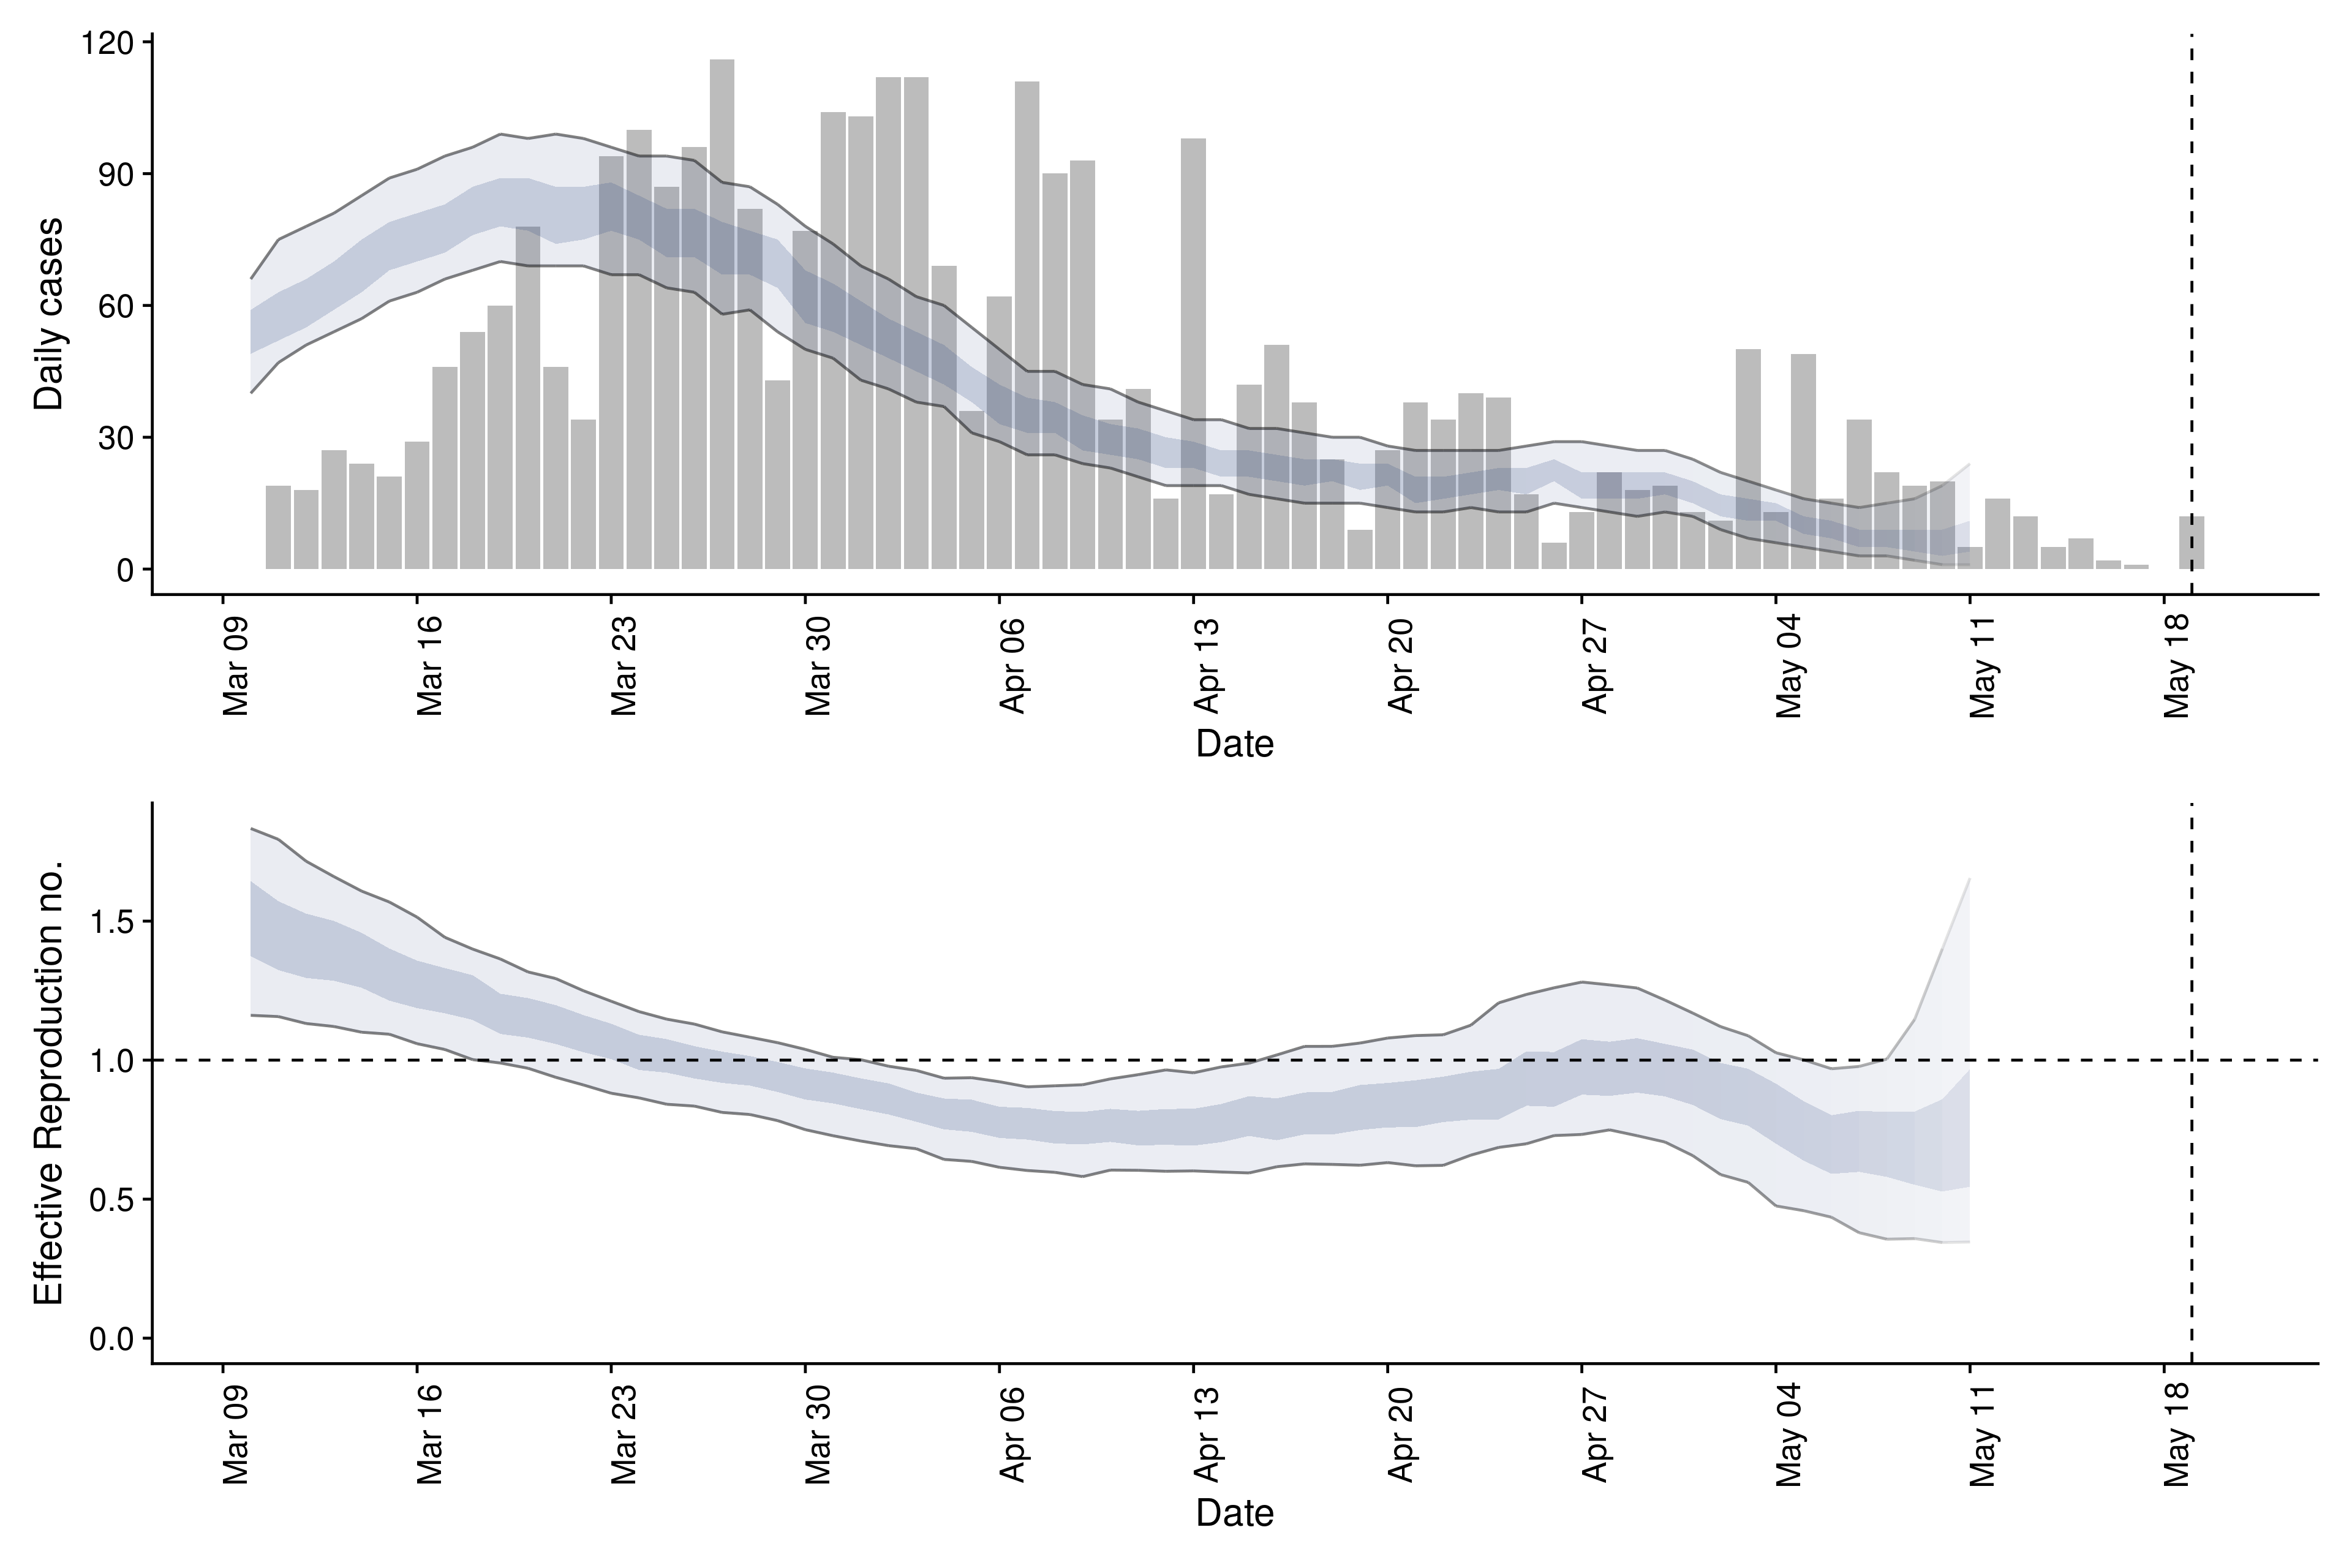 120
90
60
30
0
Daily cases
Mar 09
Mar 16
Mar 23
Mar 30
Apr 06
Apr 13
Apr 20
Apr 27
May 04
May 11
May 18
Date
1.5
1.0
0.5
0.0
Effective Reproduction no.
Mar 09
Mar 16
Mar 23
Mar 30
Apr 06
Apr 13
Apr 20
Apr 27
May 04
May 11
May 18
Date